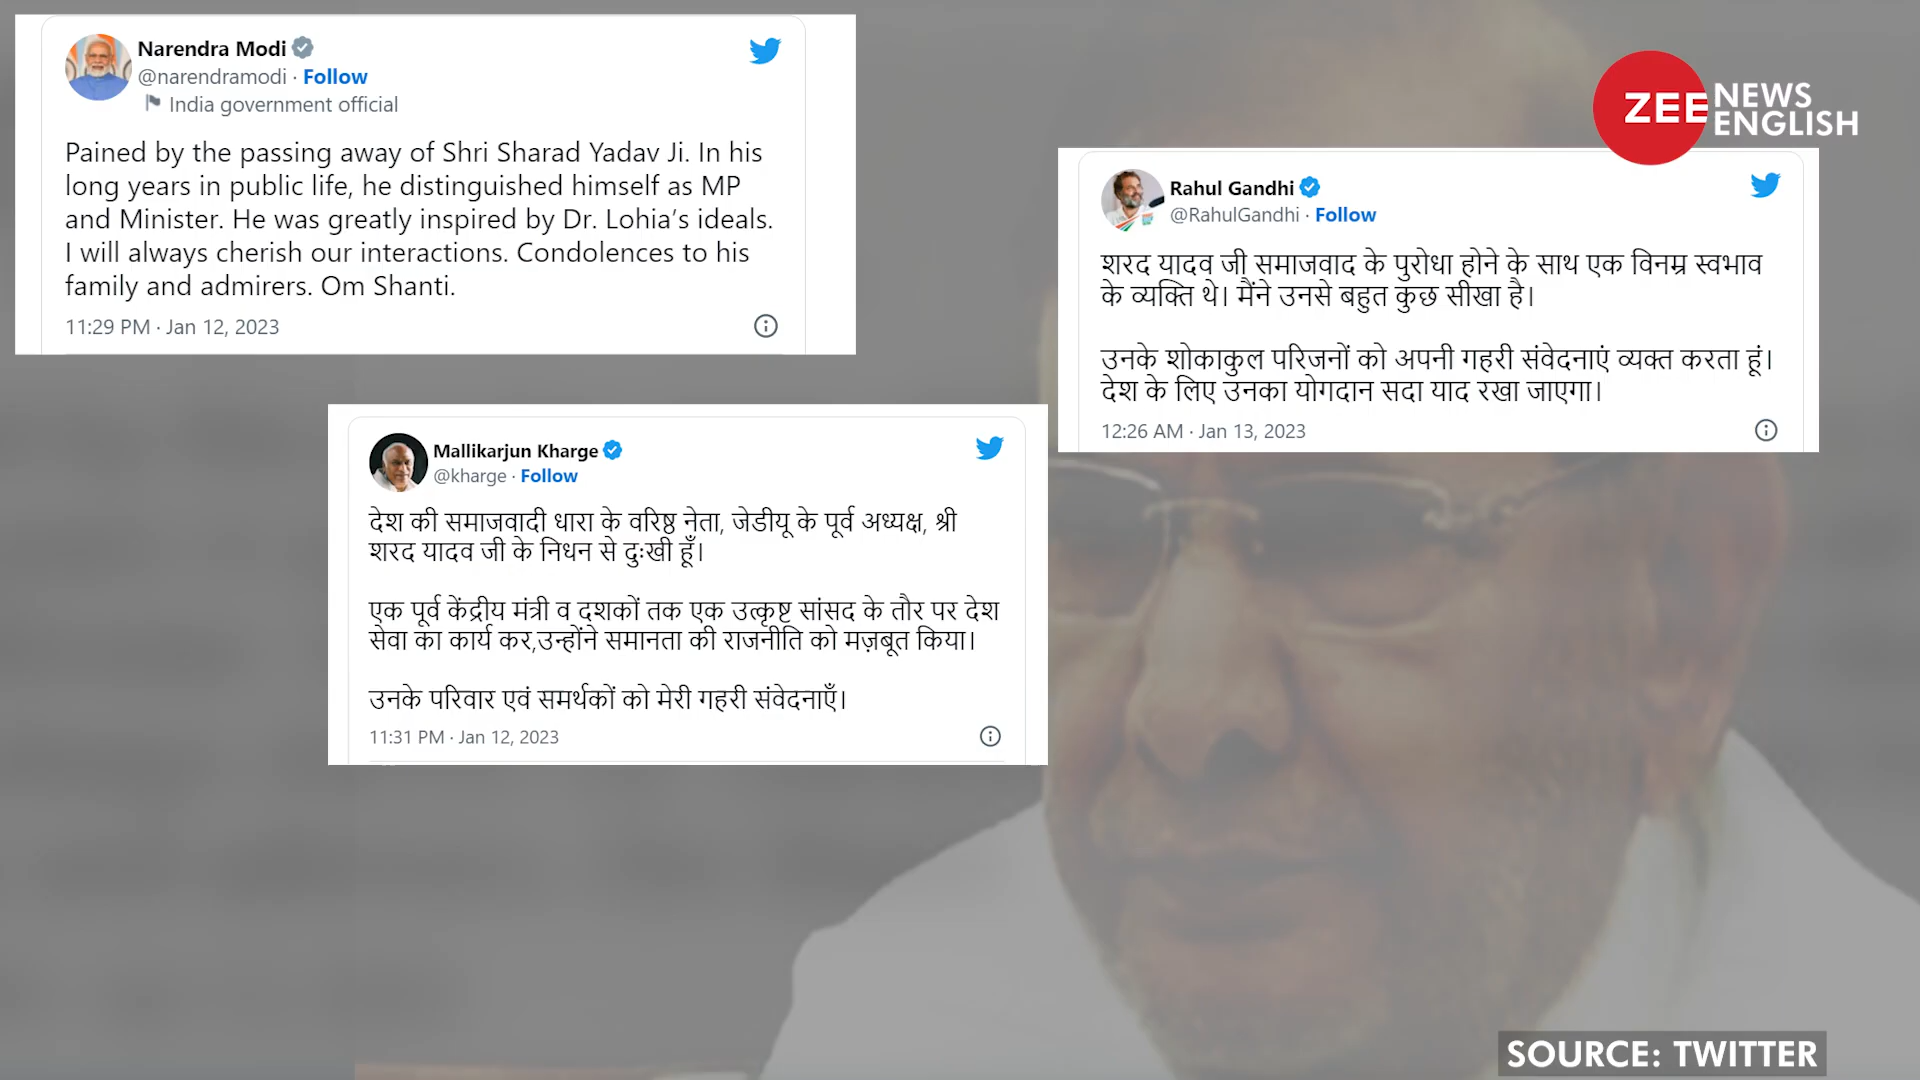 Narendra Modi
@narendramodi · Follow
India government official
Pained by the passing away of Shri Sharad Yadav Ji. In his
long years in public life, he distinguished himself as MP
and Minister. He was greatly inspired by Dr. Lohia’s ideals.
I will always cherish our interactions. Condolences to his
family and admirers. Om Shanti.
11:29 PM · Jan 12, 2023
ZEE NEWS
ENGLISH
Rahul Gandhi
@RahulGandhi · Follow
शरद यादव जी समाजवाद के पुरोधा होने के साथ एक विनम्र स्वभाव
के व्यक्ति थे। मैंने उनसे बहुत कुछ सीखा है।
उनके शोकाकुल परिजनों को अपनी गहरी संवेदनाएं व्यक्त करता हूं।
देश के लिए उनका योगदान सदा याद रखा जाएगा।
12:26 AM · Jan 13, 2023
Mallikarjun Kharge
@kharge · Follow
देश की समाजवादी धारा के वरिष्ठ नेता, जेडीयू के पूर्व अध्यक्ष, श्री
शरद यादव जी के निधन से दुःखी हूँ।
एक पूर्व केंद्रीय मंत्री व दशकों तक एक उत्कृष्ट सांसद के तौर पर देश
सेवा का कार्य कर,उन्होंने समानता की राजनीति को मज़बूत किया।
उनके परिवार एवं समर्थकों को मेरी गहरी संवेदनाएँ।
11:31 PM · Jan 12, 2023
SOURCE: TWITTER